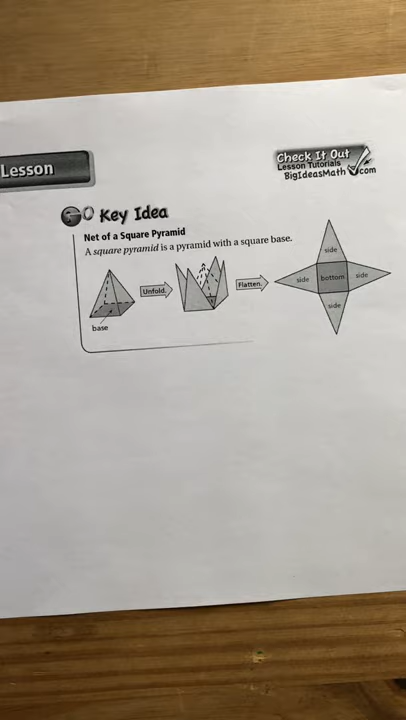 Lesson
Check It Out
Lesson Tutorials
BigIdeasMath.com
Key Idea
Net of a Square Pyramid
A square pyramid is a pyramid with a square base.
base
Unfold.
Flatten.
side
side
bottom
side
side